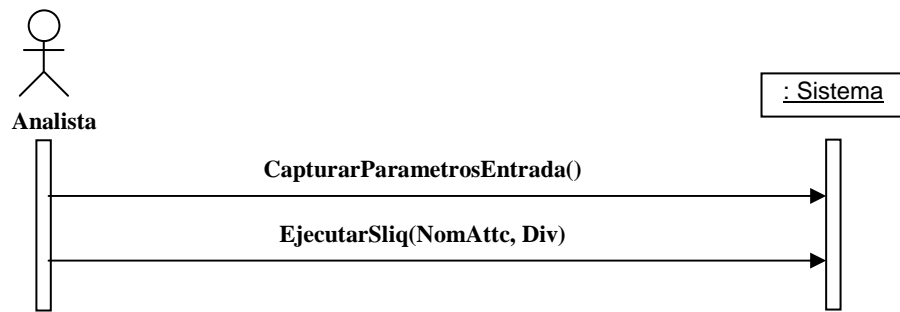 : Sistema
Analista
CapturarParametrosEntrada()
EjecutarSliq(NomAttc, Div)